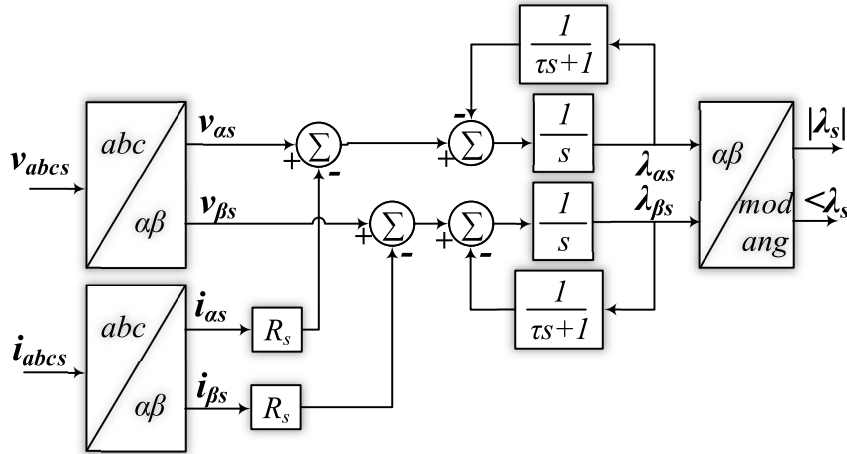 1
τs+1
abc
αβ
v_αs
v_βs
v_abcs
+
Σ
-
-
+
Σ
1
s
λ_αs
λ_βs
αβ
mod
ang
|λ_s|
<λ_s
+
Σ
-
+
Σ
-
1
s
1
τs+1
abc
αβ
i_αs
i_βs
i_abcs
R_s
R_s